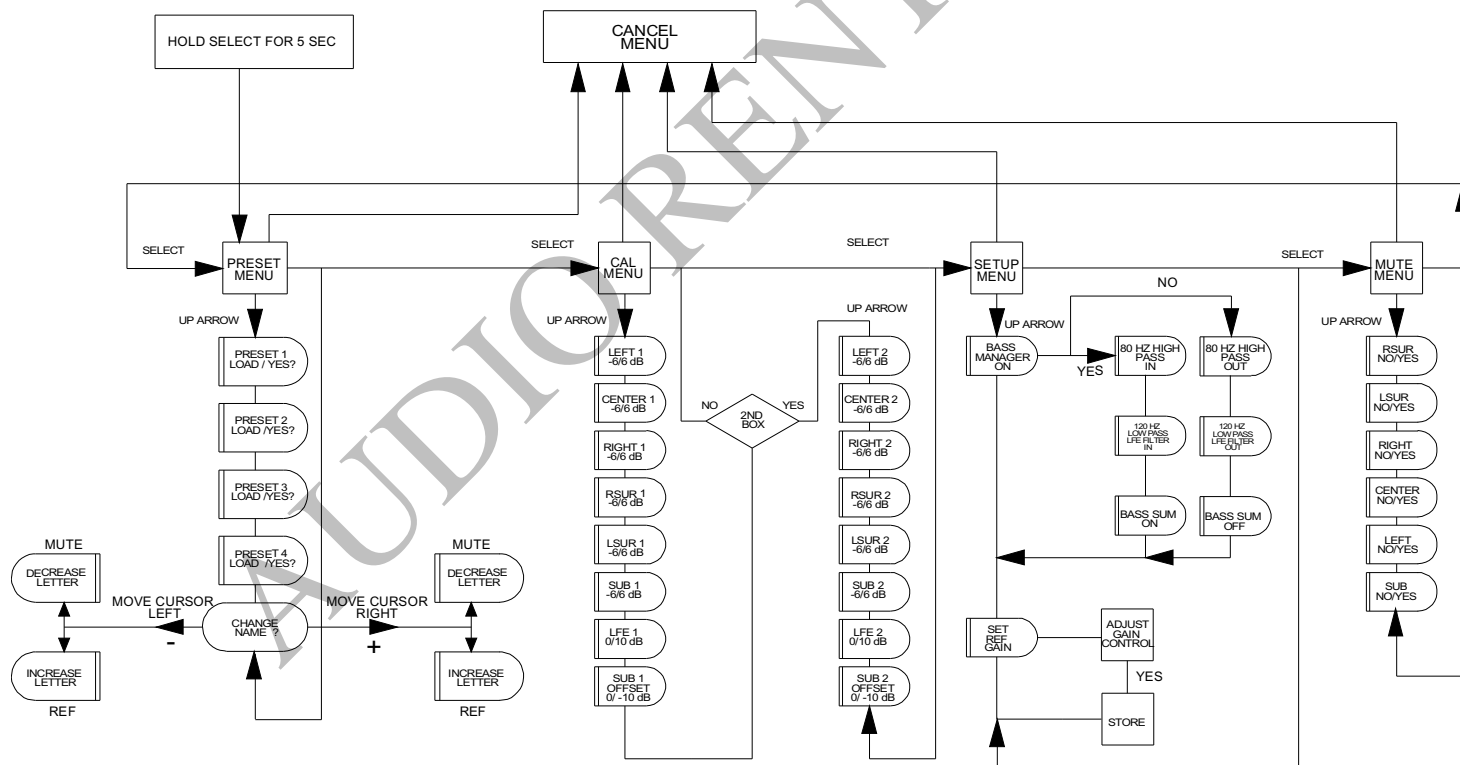 HOLD SELECT FOR 5 SEC
CANCEL
MENU
SELECT
PRESET
MENU
UP ARROW
PRESET 1
LOAD / YES?
PRESET 2
LOAD /YES?
PRESET 3
LOAD /YES?
PRESET 4
LOAD /YES?
CHANGE
NAME ?
MOVE CURSOR
LEFT
-
MUTE
DECREASE
LETTER
INCREASE
LETTER
REF
MOVE CURSOR
RIGHT
+
MUTE
DECREASE
LETTER
INCREASE
LETTER
REF
SELECT
CAL
MENU
UP ARROW
LEFT 1
-6/6 dB
CENTER 1
-6/6 dB
RIGHT 1
-6/6 dB
RSUR 1
-6/6 dB
LSUR 1
-6/6 dB
SUB 1
-6/6 dB
LFE 1
0/10 dB
SUB 1
OFFSET
0/ -10 dB
NO
2ND
BOX
YES
UP ARROW
LEFT 2
-6/6 dB
CENTER 2
-6/6 dB
RIGHT 2
-6/6 dB
RSUR 2
-6/6 dB
LSUR 2
-6/6 dB
SUB 2
-6/6 dB
LFE 2
0/10 dB
SUB 2
OFFSET
0/ -10 dB
SELECT
SETUP
MENU
UP ARROW
BASS
MANAGER
ON
YES
NO
80 HZ HIGH
PASS
IN
120 HZ
LOW PASS
LFE FILTER
IN
BASS SUM
ON
80 HZ HIGH
PASS
OUT
120 HZ
LOW PASS
LFE FILTER
OUT
BASS SUM
OFF
SET
REF
GAIN
ADJUST
GAIN
CONTROL
YES
STORE
SELECT
MUTE
MENU
UP ARROW
RSUR
NO/YES
LSUR
NO/YES
RIGHT
NO/YES
CENTER
NO/YES
LEFT
NO/YES
SUB
NO/YES
AUDIO RENT